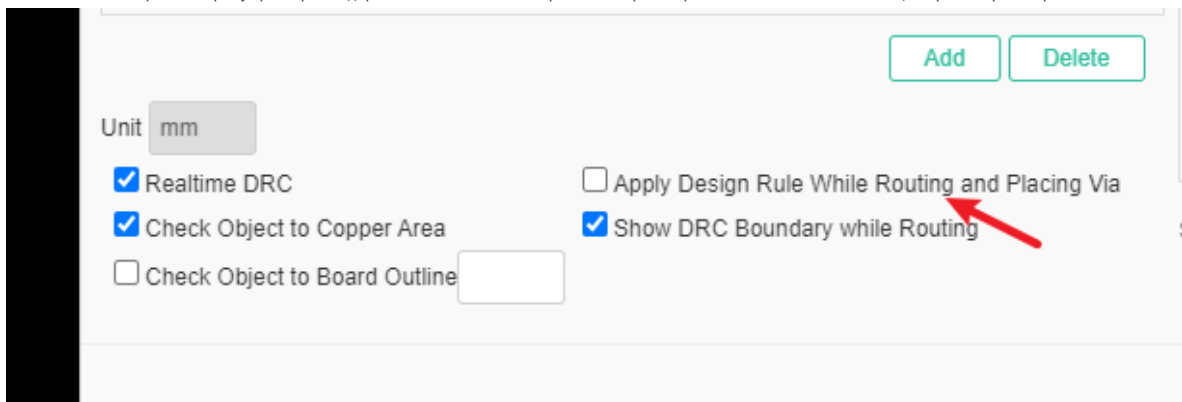 Add Delete
Unit mm
Realtime DRC Apply Design Rule While Routing and Placing Via
Check Object to Copper Area Show DRC Boundary while Routing
Check Object to Board Outline